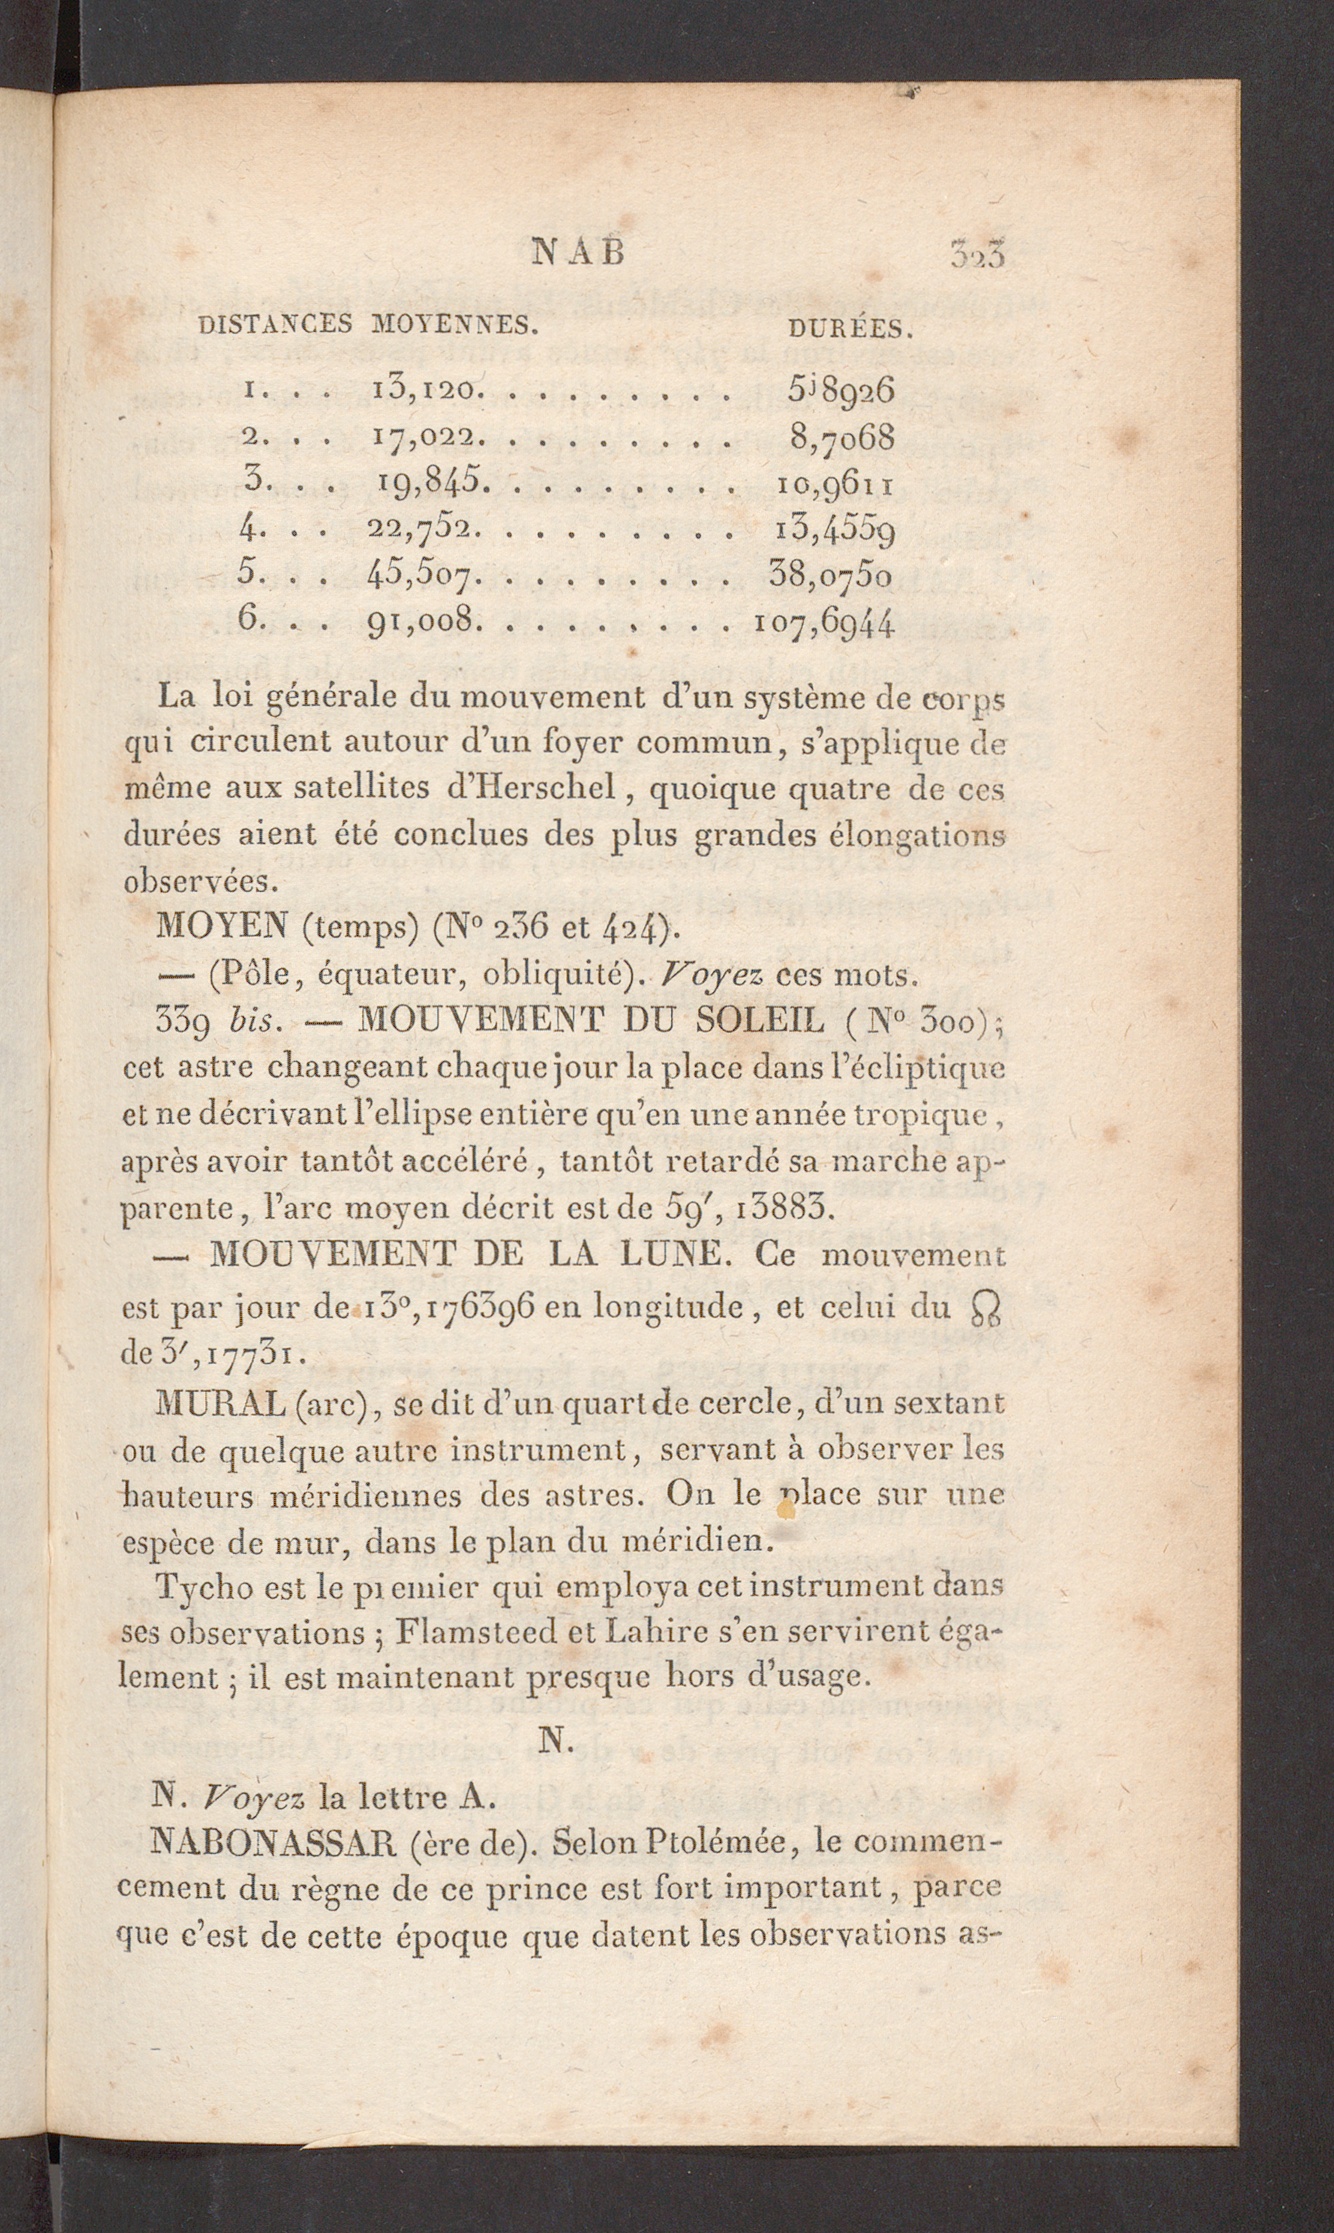 NAB 323
DISTANCES MOYENNES. DURÉES.
1. . . 13,120. . . . . . . . . 5j8926
2. . . 17,022. . . . . . . . . 8,7068
3. . . 19,845. . . . . . . . . 10,9611
4. . . 22,752. . . . . . . . . 13,4559
5. . . 45,507. . . . . . . . . 38,0750
6. . . 91,008. . . . . . . . . 107,6944
La loi générale du mouvement d'un système de corps
qui circulent autour d'un foyer commun, s'applique de
même aux satellites d'Herschel, quoique quatre de ces
durées aient été conclues des plus grandes élongations
observées.
MOYEN (temps) (Nº 236 et 424).
— (Pôle, équateur, obliquité). Voyez ces mots.
339 bis. — MOUVEMENT DU SOLEIL (Nº 300);
cet astre changeant chaque jour la place dans l'écliptique
et ne décrivant l'ellipse entière qu'en une année tropique,
après avoir tantôt accéléré, tantôt retardé sa marche ap-
parente, l'arc moyen décrit est de 59′, 13883.
— MOUVEMENT DE LA LUNE. Ce mouvement
est par jour de 13º,176396 en longitude, et celui du ☊
de 3′,17731.
MURAL (arc), se dit d'un quart de cercle, d'un sextant
ou de quelque autre instrument, servant à observer les
hauteurs méridiennes des astres. On le place sur une
espèce de mur, dans le plan du méridien.
Tycho est le premier qui employa cet instrument dans
ses observations; Flamsteed et Lahire s'en servirent éga-
lement; il est maintenant presque hors d'usage.
N.
N. Voyez la lettre A.
NABONASSAR (ère de). Selon Ptolémée, le commen-
cement du règne de ce prince est fort important, parce
que c'est de cette époque que datent les observations as-